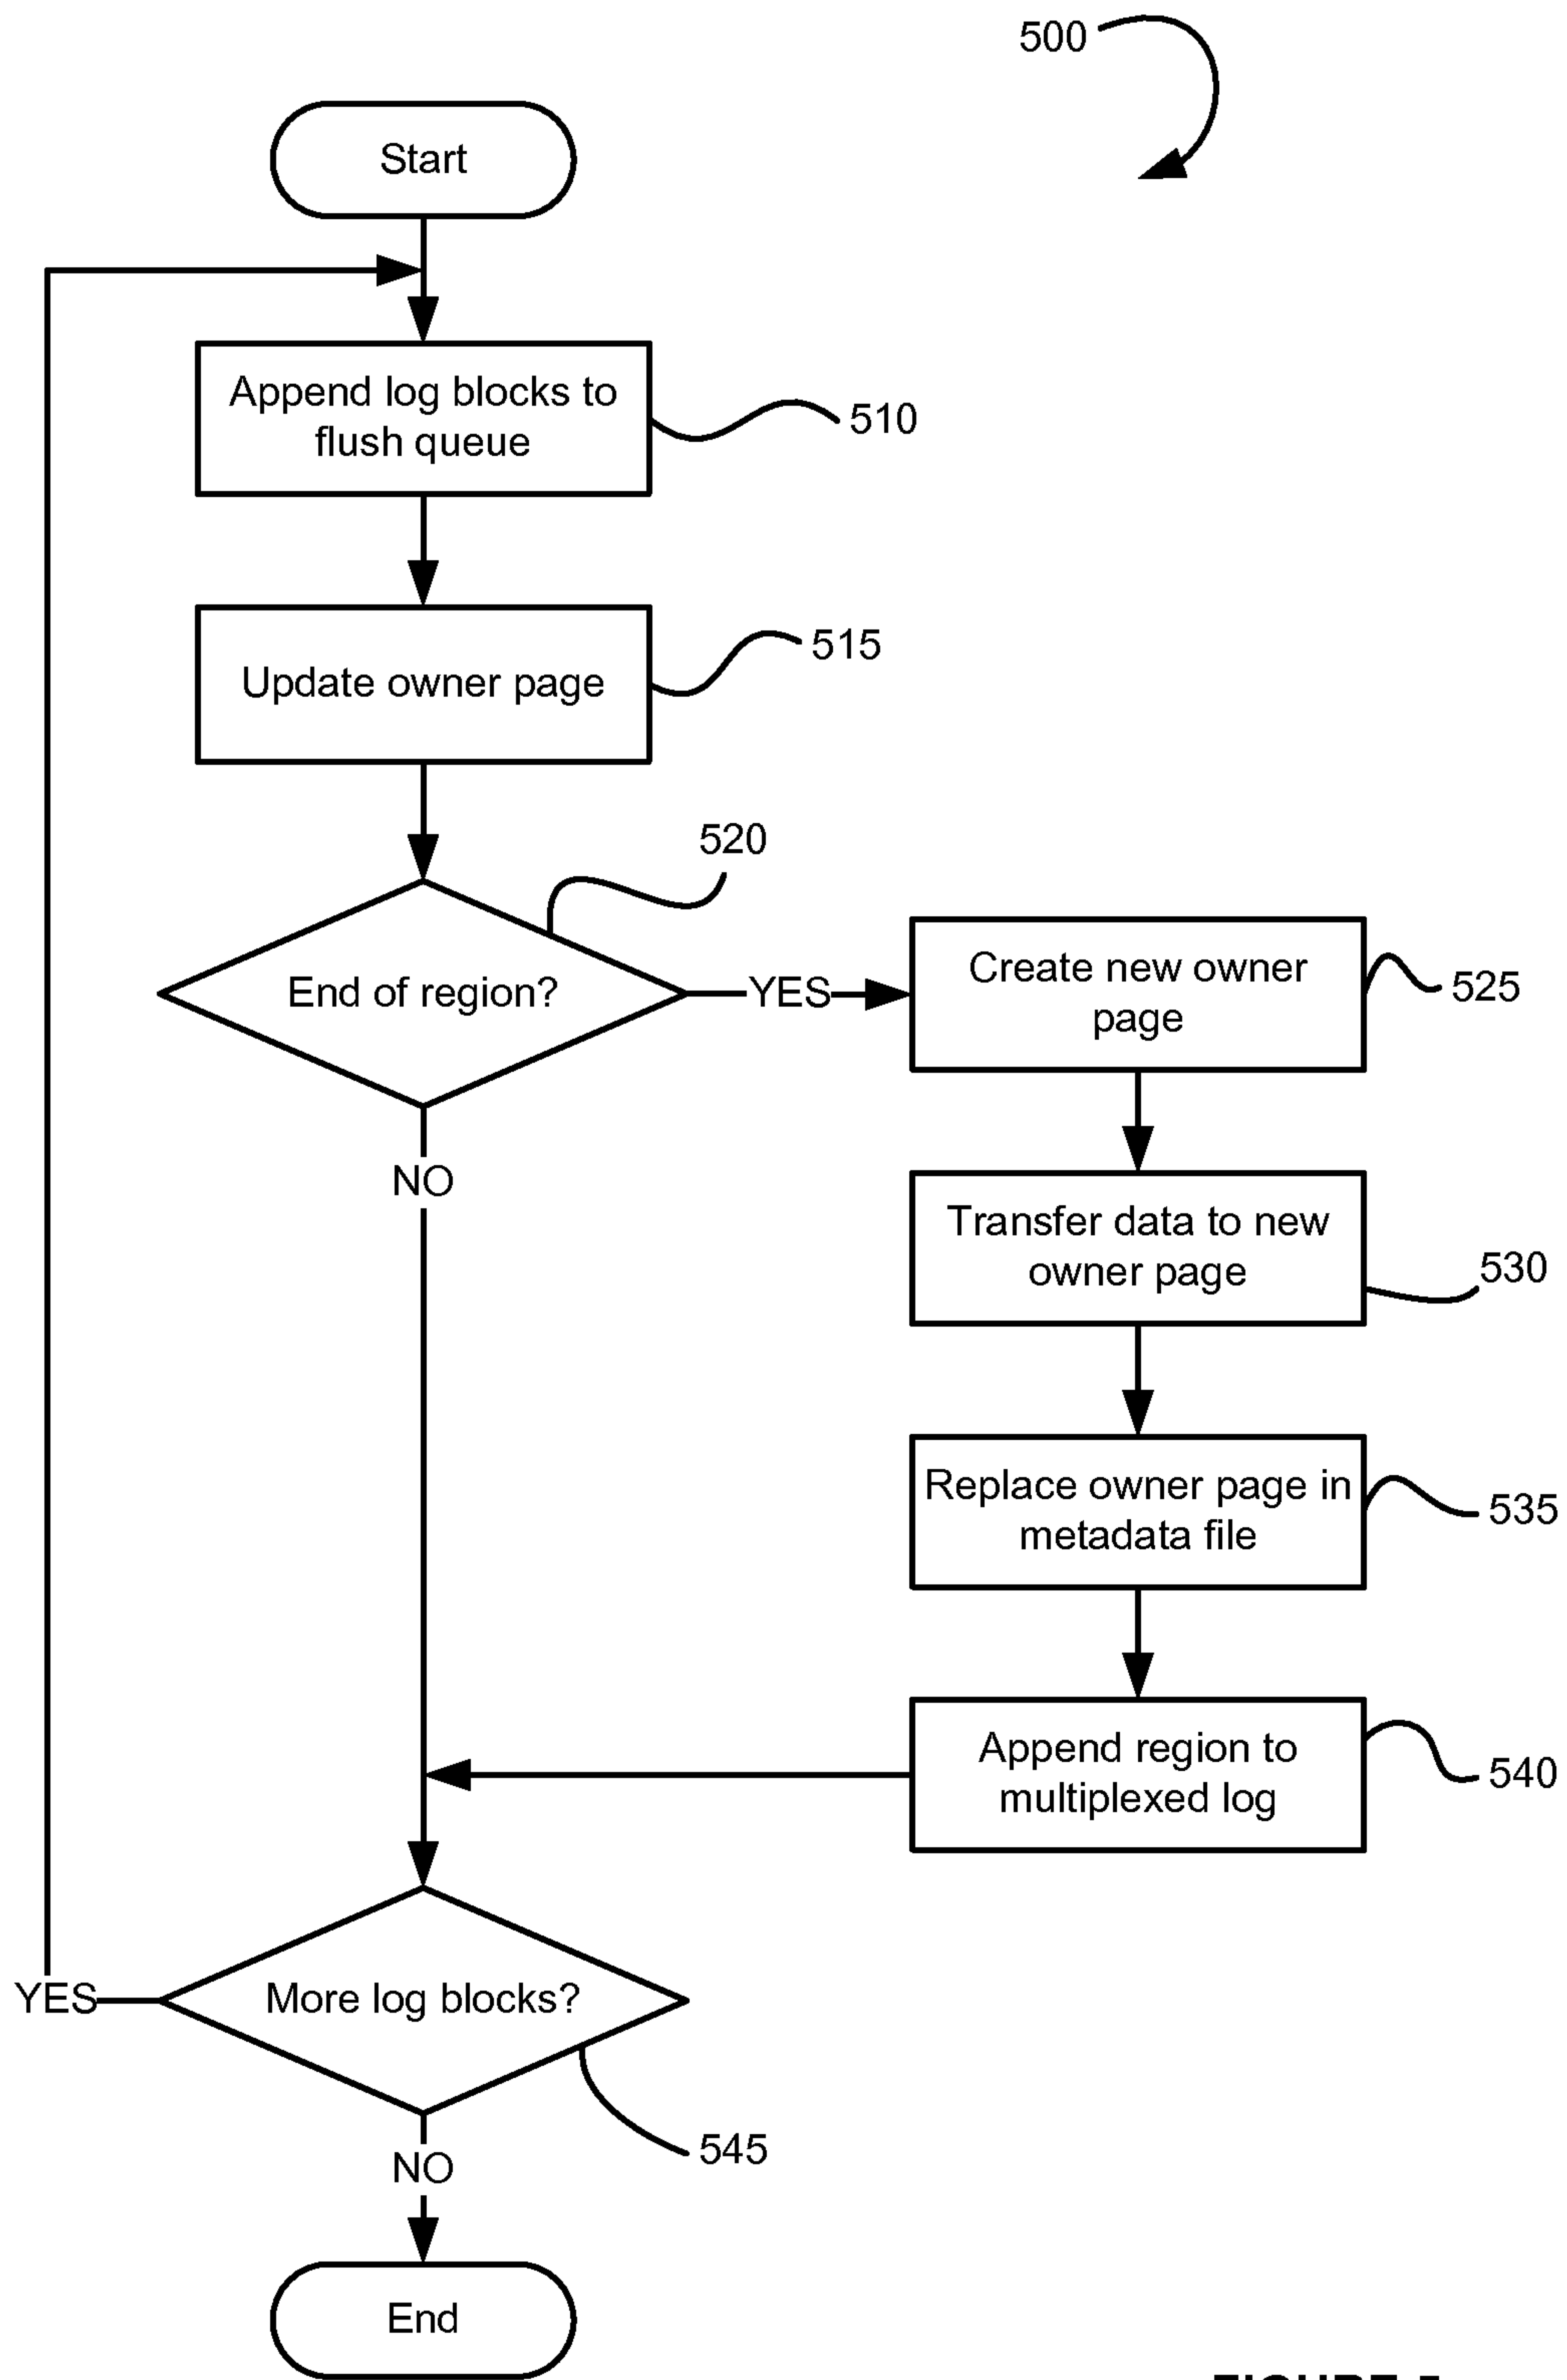 500
Start
Append log blocks to
flush queue
510
Update owner page
515
520
End of region?
YES
Create new owner
page
525
NO
Transfer data to new
owner page
530
Replace owner page in
metadata file
535
Append region to
multiplexed log
540
YES
More log blocks?
545
NO
End